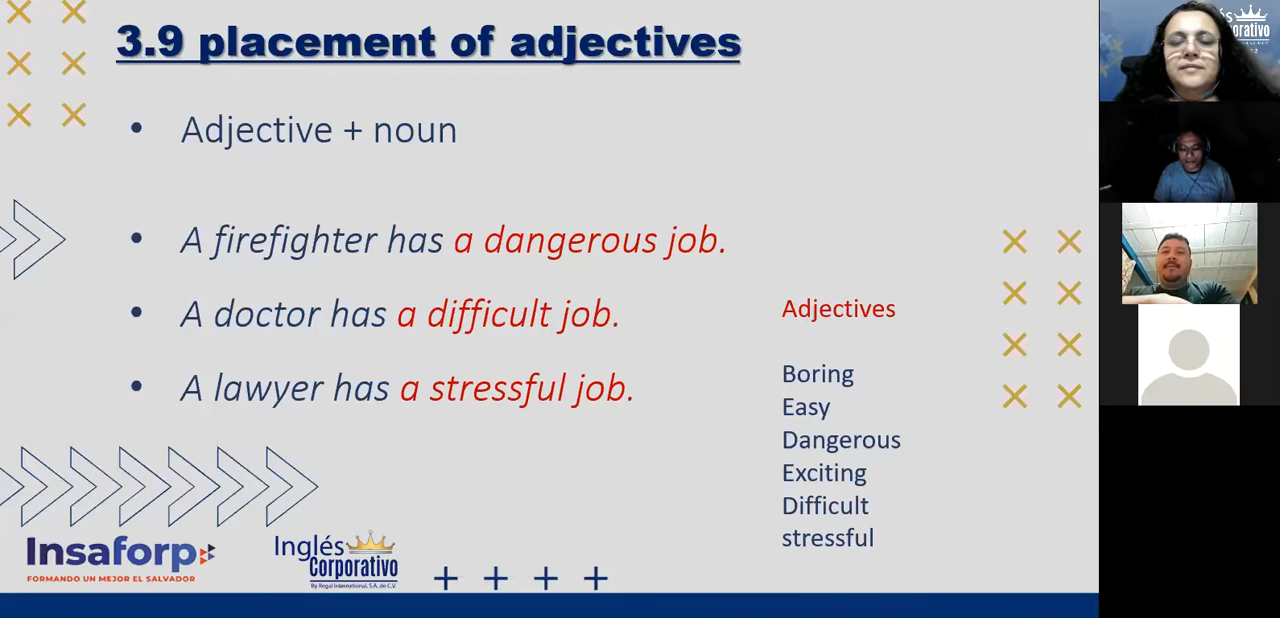 3.9 placement of adjectives
• Adjective + noun
• A firefighter has a dangerous job.
• A doctor has a difficult job.
• A lawyer has a stressful job.
Adjectives
Boring
Easy
Dangerous
Exciting
Difficult
stressful
Insaforp
FORMANDO UN MEJOR EL SALVADOR
Inglés
Corporativo
By Regal International, S.A. de C.V.